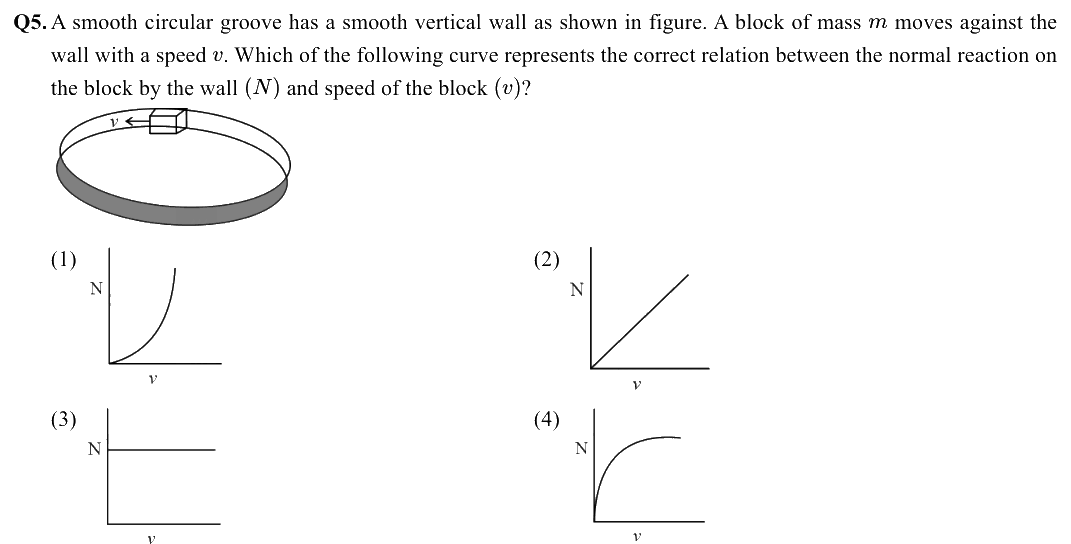 Q5. A smooth circular groove has a smooth vertical wall as shown in figure. A block of mass m moves against the
wall with a speed v. Which of the following curve represents the correct relation between the normal reaction on
the block by the wall (N) and speed of the block (v)?
v
(1)
N
v
(2)
N
v
(3)
N
v
(4)
N
v